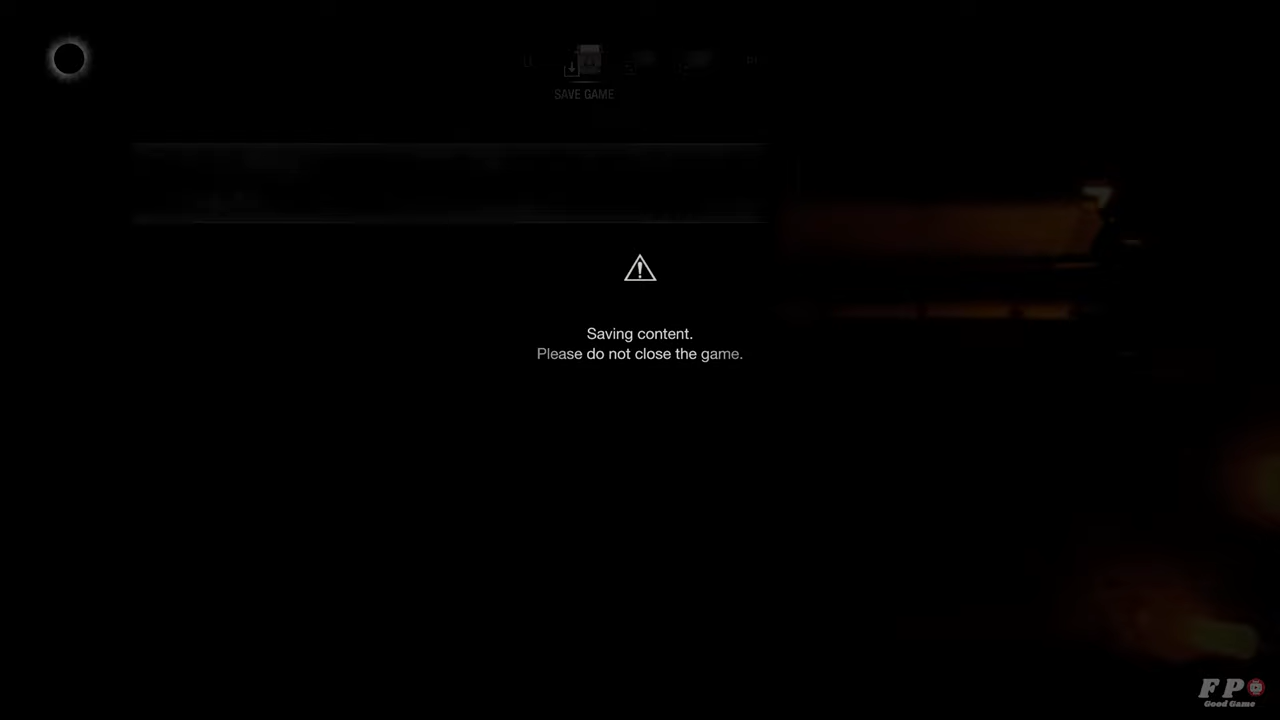 SAVE GAME
Saving content.
Please do not close the game.
FP
Good Game